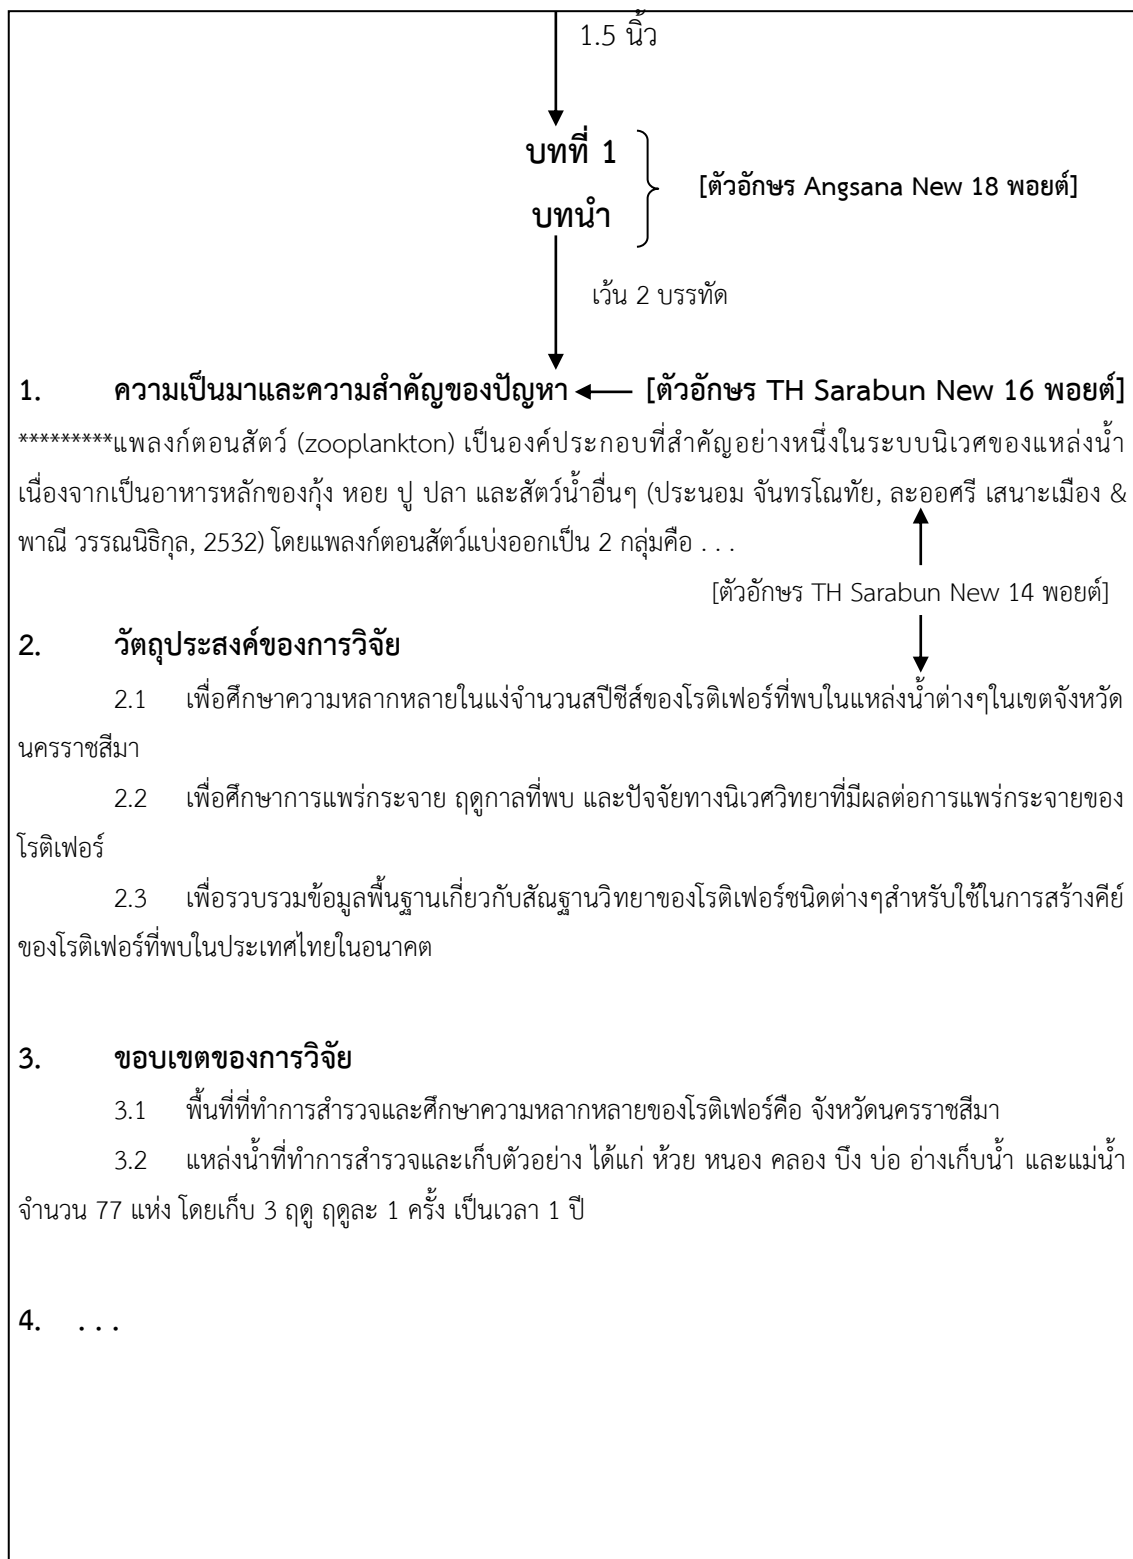 1.5 นิ้ว
บทที่ 1
[ตัวอักษร Angsana New 18 พอยต์]
บทนำ
เว้น 2 บรรทัด
1. ความเป็นมาและความสำคัญของปัญหา [ตัวอักษร TH Sarabun New 16 พอยต์]
*********แพลงก์ตอนสัตว์ (zooplankton) เป็นองค์ประกอบที่สำคัญอย่างหนึ่งในระบบนิเวศของแหล่งน้ำ
เนื่องจากเป็นอาหารหลักของกุ้ง หอย ปู ปลา และสัตว์น้ำอื่นๆ (ประนอม จันทรโณทัย, ละออศรี เสนาะเมือง &
พาณี วรรณนิธิกุล, 2532) โดยแพลงก์ตอนสัตว์แบ่งออกเป็น 2 กลุ่มคือ . . .
[ตัวอักษร TH Sarabun New 14 พอยต์]
2. วัตถุประสงค์ของการวิจัย
2.1 เพื่อศึกษาความหลากหลายในแง่จำนวนสปีชีส์ของโรติเฟอร์ที่พบในแหล่งน้ำต่างๆในเขตจังหวัด
นครราชสีมา
2.2 เพื่อศึกษาการแพร่กระจาย ฤดูกาลที่พบ และปัจจัยทางนิเวศวิทยาที่มีผลต่อการแพร่กระจายของ
โรติเฟอร์
2.3 เพื่อรวบรวมข้อมูลพื้นฐานเกี่ยวกับสัณฐานวิทยาของโรติเฟอร์ชนิดต่างๆสำหรับใช้ในการสร้างคีย์
ของโรติเฟอร์ที่พบในประเทศไทยในอนาคต
3. ขอบเขตของการวิจัย
3.1 พื้นที่ที่ทำการสำรวจและศึกษาความหลากหลายของโรติเฟอร์คือ จังหวัดนครราชสีมา
3.2 แหล่งน้ำที่ทำการสำรวจและเก็บตัวอย่าง ได้แก่ ห้วย หนอง คลอง บึง บ่อ อ่างเก็บน้ำ และแม่น้ำ
จำนวน 77 แห่ง โดยเก็บ 3 ฤดู ฤดูละ 1 ครั้ง เป็นเวลา 1 ปี
4. . . .